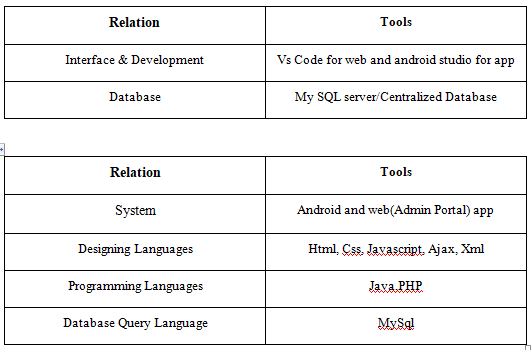 Relation Tools
Interface & Development Vs Code for web and android studio for app
Database My SQL server/Centralized Database
Relation Tools
System Android and web(Admin Portal) app
Designing Languages Html, Css, Javascript, Ajax, Xml
Programming Languages Java,PHP
Database Query Language MySql